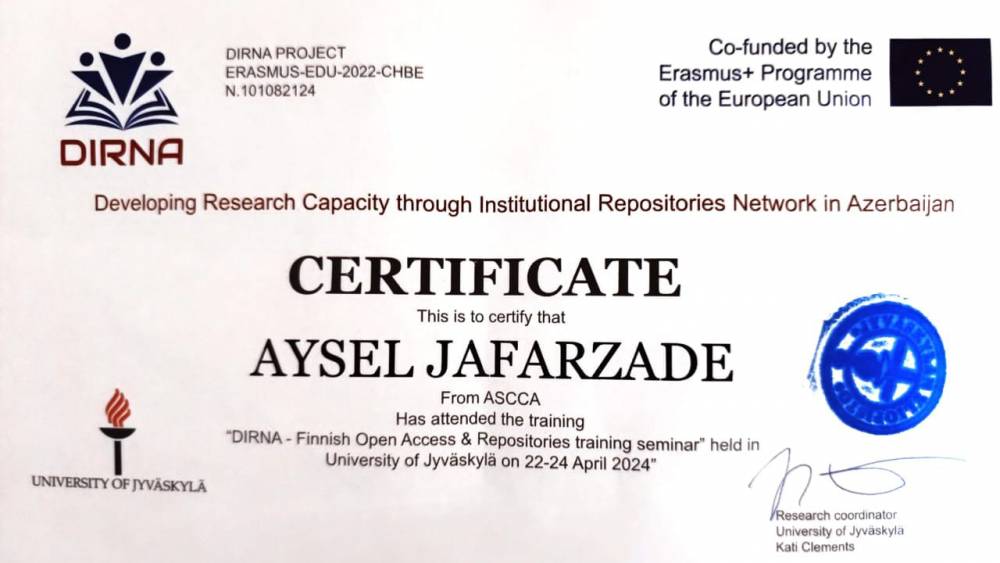 DIRNA PROJECT
ERASMUS-EDU-2022-CHBE
N.101082124
Co-funded by the
Erasmus+ Programme
of the European Union
DIRNA
Developing Research Capacity through Institutional Repositories Network in Azerbaijan
CERTIFICATE
This is to certify that
AYSEL JAFARZADE
From ASCCA
Has attended the training
"DIRNA - Finnish Open Access & Repositories training seminar" held in
University of Jyväskylä on 22-24 April 2024"
UNIVERSITY OF JYVÄSKYLÄ
Research coordinator
University of Jyväskylä
Kati Clements